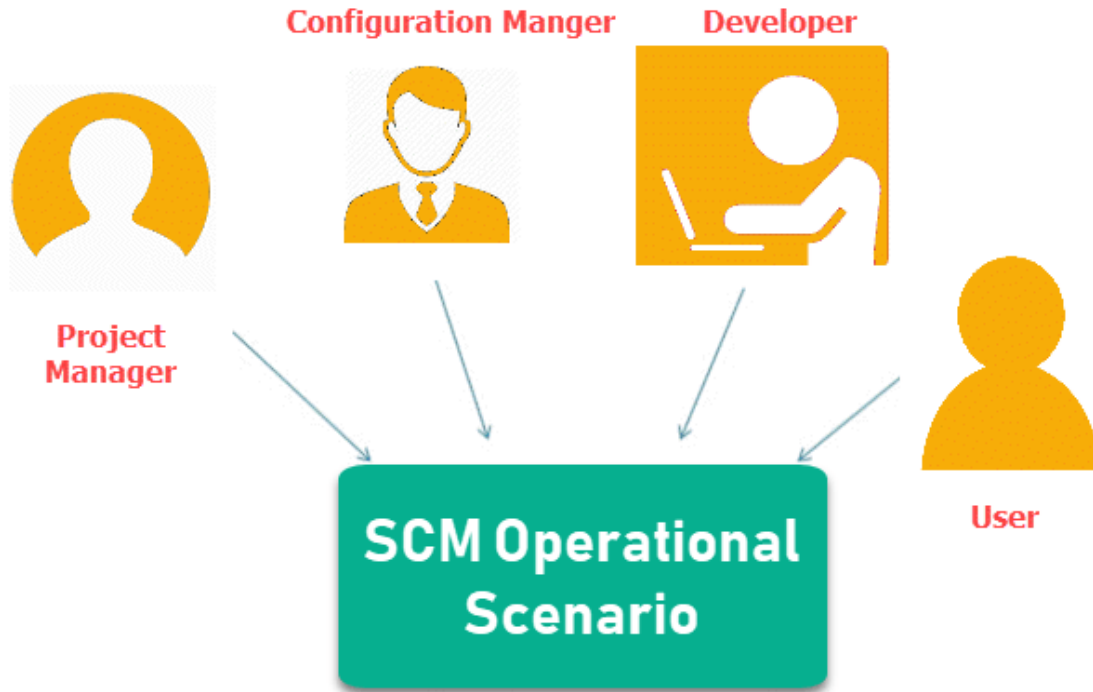 Configuration Manger
Developer
Project
Manager
User
SCM Operational
Scenario